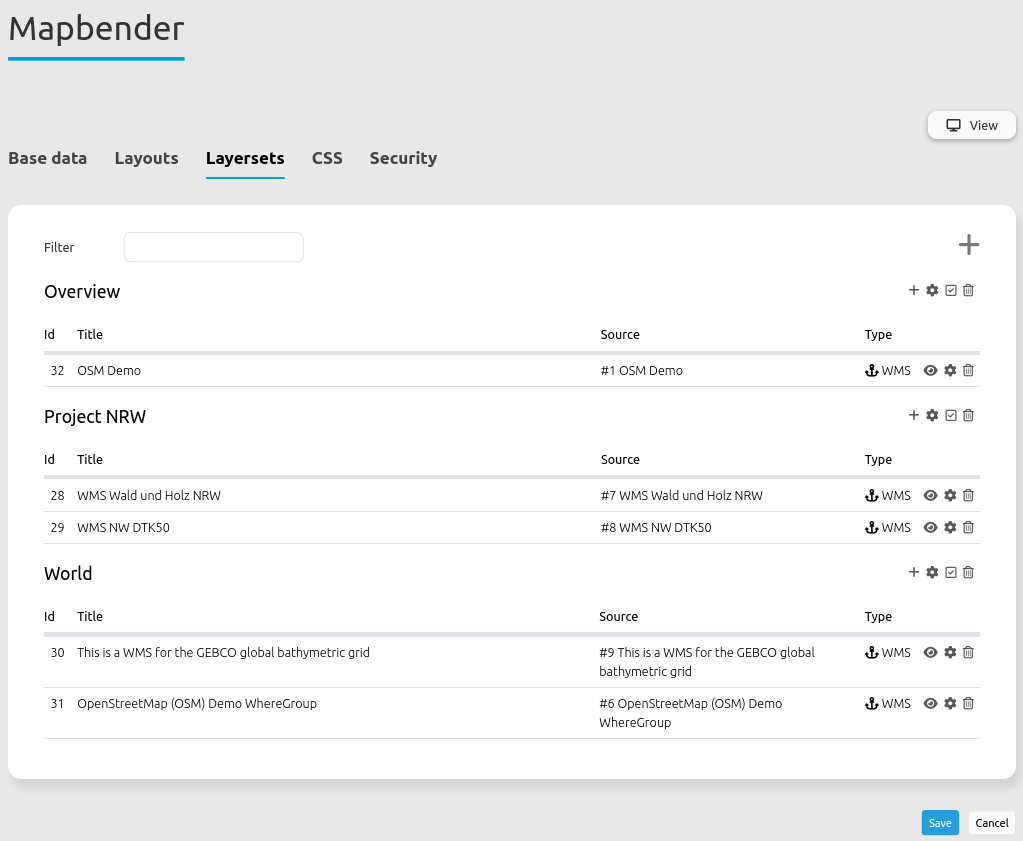 Mapbender
View
Base data Layouts Layersets CSS Security
Filter
Overview
Id Title Source Type
32 OSM Demo #1 OSM Demo WMS
Project NRW
Id Title Source Type
28 WMS Wald und Holz NRW #7 WMS Wald und Holz NRW WMS
29 WMS NW DTK50 #8 WMS NW DTK50 WMS
World
Id Title Source Type
30 This is a WMS for the GEBCO global bathymetric grid #9 This is a WMS for the GEBCO global WMS
bathymetric grid
31 OpenStreetMap (OSM) Demo WhereGroup #6 OpenStreetMap (OSM) Demo WMS
WhereGroup
Save Cancel